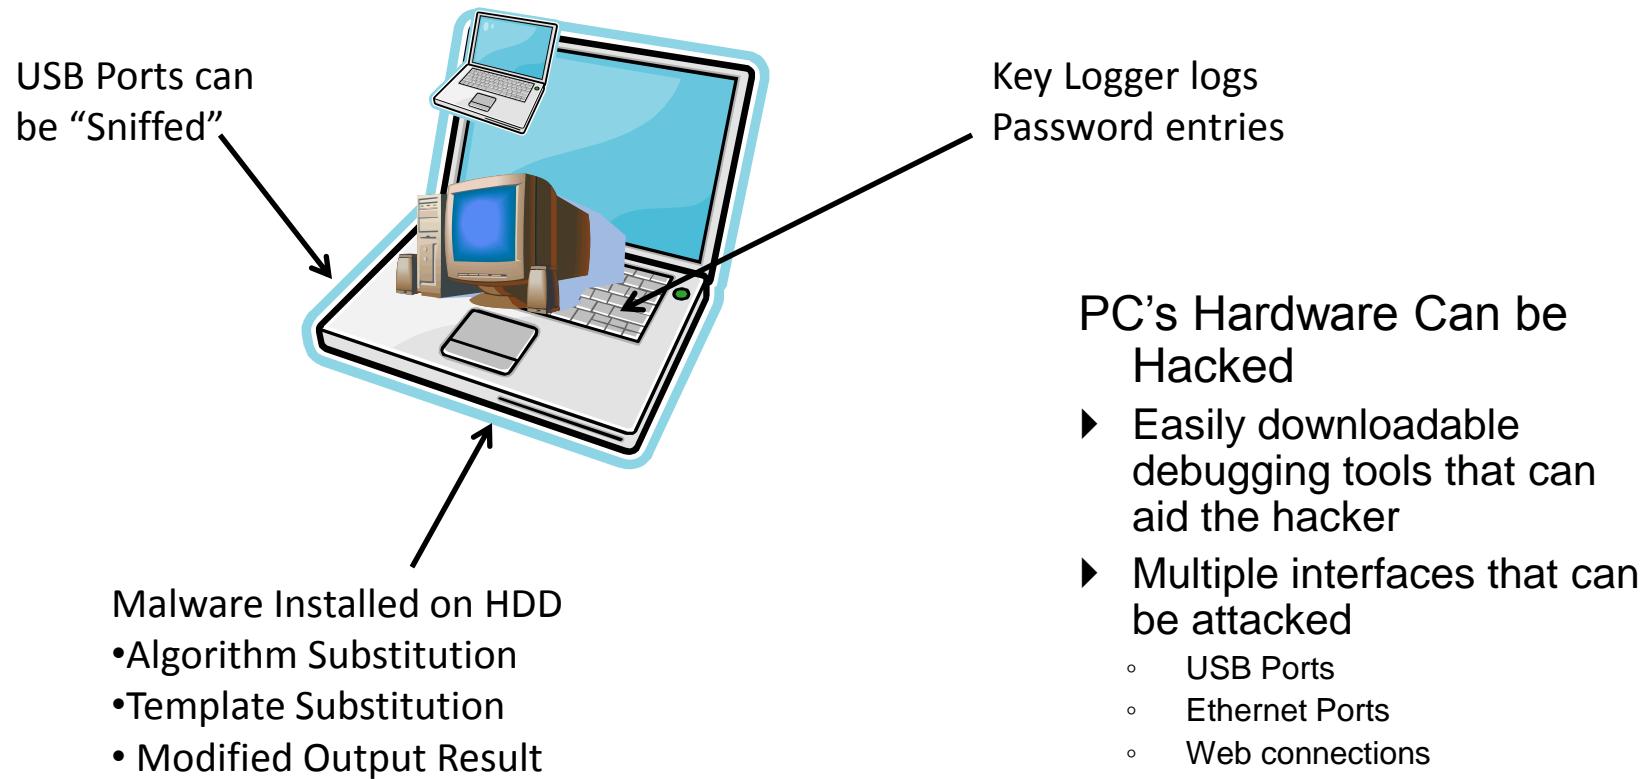 USB Ports can
be “Sniffed”
Key Logger logs
Password entries
Malware Installed on HDD
•Algorithm Substitution
•Template Substitution
• Modified Output Result
PC’s Hardware Can be
Hacked
Easily downloadable
debugging tools that can
aid the hacker
Multiple interfaces that can
be attacked
◦ USB Ports
◦ Ethernet Ports
◦ Web connections